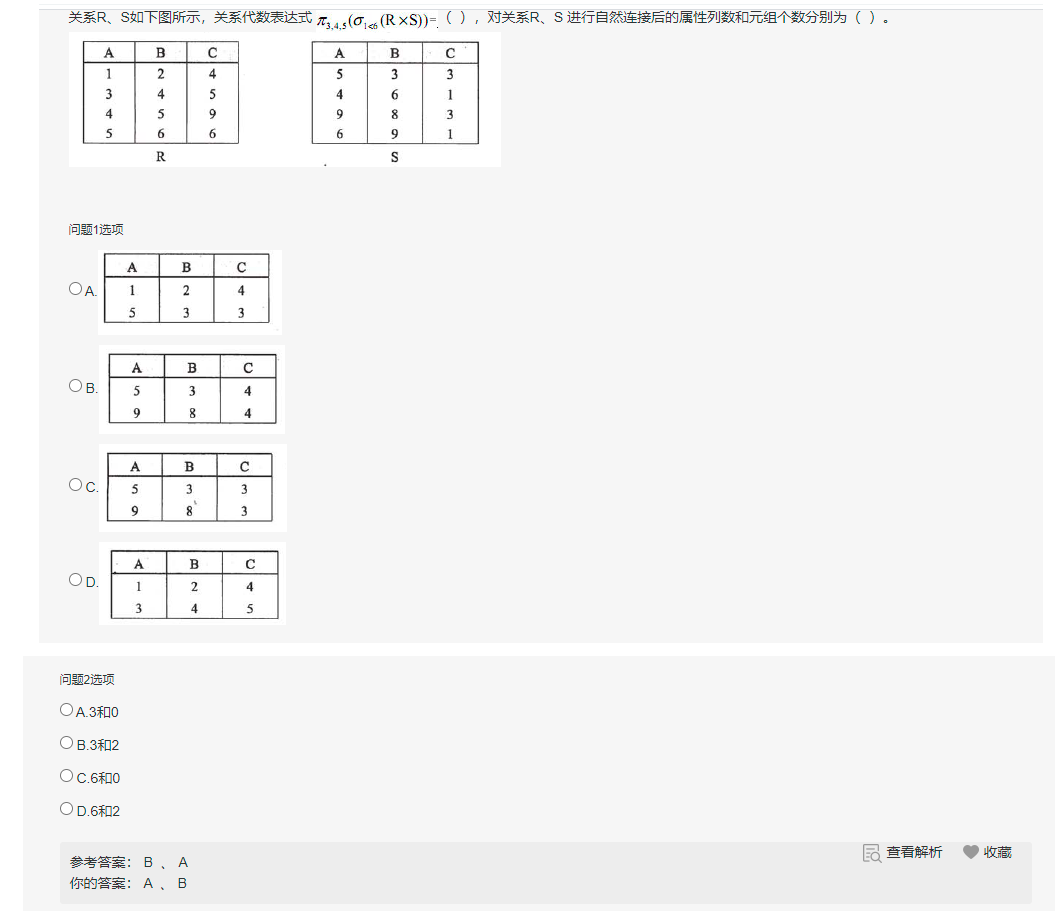 关系R、S如下图所示，关系代数表达式 π3,4,5(σ1<6(R×S))=（ ），对关系R、S 进行自然连接后的属性列数和元组个数分别为（ ）。
A B C A B C
1 2 4 5 3 3
3 4 5 4 6 1
4 5 9 9 8 3
5 6 6 6 9 1
R S
问题1选项
A B C
A. 1 2 4
5 3 3
A B C
B. 5 3 4
9 8 4
A B C
C. 5 3 3
9 8 3
A B C
D. 1 2 4
3 4 5
问题2选项
A.3和0
B.3和2
C.6和0
D.6和2
参考答案： B 、 A
查看解析 收藏
你的答案： A 、 B